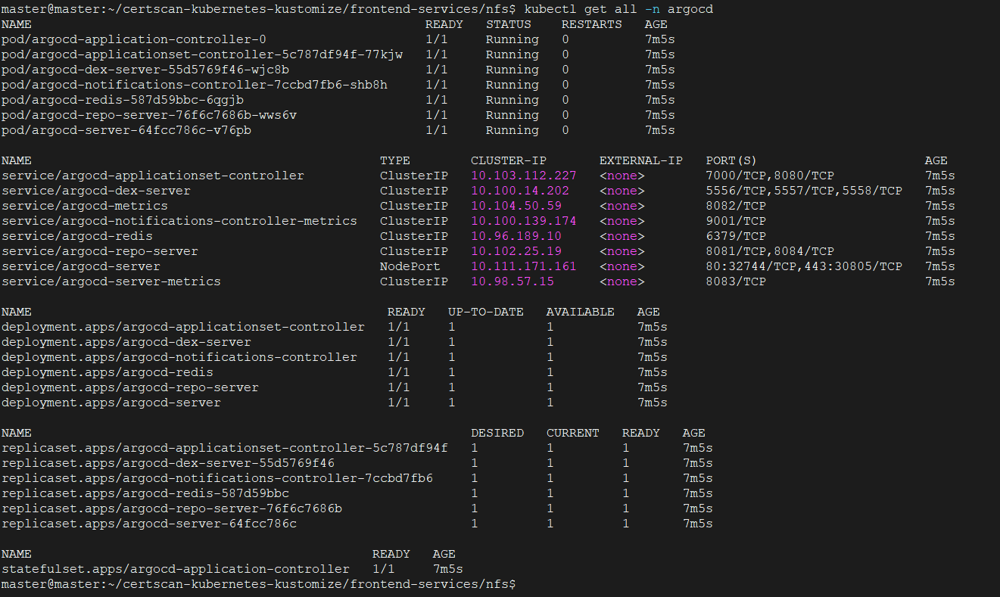 master@master:~/certscan-kubernetes-kustomize/frontend-services/nfs$ kubectl get all -n argocd
NAME READY STATUS RESTARTS AGE
pod/argocd-application-controller-0 1/1 Running 0 7m5s
pod/argocd-applicationset-controller-5c787df94f-77kjw 1/1 Running 0 7m5s
pod/argocd-dex-server-55d5769f46-wjc8b 1/1 Running 0 7m5s
pod/argocd-notifications-controller-7ccbd7fb6-shb8h 1/1 Running 0 7m5s
pod/argocd-redis-587d59bbc-6qgjb 1/1 Running 0 7m5s
pod/argocd-repo-server-76f6c7686b-wws6v 1/1 Running 0 7m5s
pod/argocd-server-64fcc786c-v76pb 1/1 Running 0 7m5s
NAME TYPE CLUSTER-IP EXTERNAL-IP PORT(S) AGE
service/argocd-applicationset-controller ClusterIP 10.103.112.227 <none> 7000/TCP,8080/TCP 7m5s
service/argocd-dex-server ClusterIP 10.100.14.202 <none> 5556/TCP,5557/TCP,5558/TCP 7m5s
service/argocd-metrics ClusterIP 10.104.50.59 <none> 8082/TCP 7m5s
service/argocd-notifications-controller-metrics ClusterIP 10.100.139.174 <none> 9001/TCP 7m5s
service/argocd-redis ClusterIP 10.96.189.10 <none> 6379/TCP 7m5s
service/argocd-repo-server ClusterIP 10.102.25.19 <none> 8081/TCP,8084/TCP 7m5s
service/argocd-server NodePort 10.111.171.161 <none> 80:32744/TCP,443:30805/TCP 7m5s
service/argocd-server-metrics ClusterIP 10.98.57.15 <none> 8083/TCP 7m5s
NAME READY UP-TO-DATE AVAILABLE AGE
deployment.apps/argocd-applicationset-controller 1/1 1 1 7m5s
deployment.apps/argocd-dex-server 1/1 1 1 7m5s
deployment.apps/argocd-notifications-controller 1/1 1 1 7m5s
deployment.apps/argocd-redis 1/1 1 1 7m5s
deployment.apps/argocd-repo-server 1/1 1 1 7m5s
deployment.apps/argocd-server 1/1 1 1 7m5s
NAME DESIRED CURRENT READY AGE
replicaset.apps/argocd-applicationset-controller-5c787df94f 1 1 1 7m5s
replicaset.apps/argocd-dex-server-55d5769f46 1 1 1 7m5s
replicaset.apps/argocd-notifications-controller-7ccbd7fb6 1 1 1 7m5s
replicaset.apps/argocd-redis-587d59bbc 1 1 1 7m5s
replicaset.apps/argocd-repo-server-76f6c7686b 1 1 1 7m5s
replicaset.apps/argocd-server-64fcc786c 1 1 1 7m5s
NAME READY AGE
statefulset.apps/argocd-application-controller 1/1 7m5s
master@master:~/certscan-kubernetes-kustomize/frontend-services/nfs$